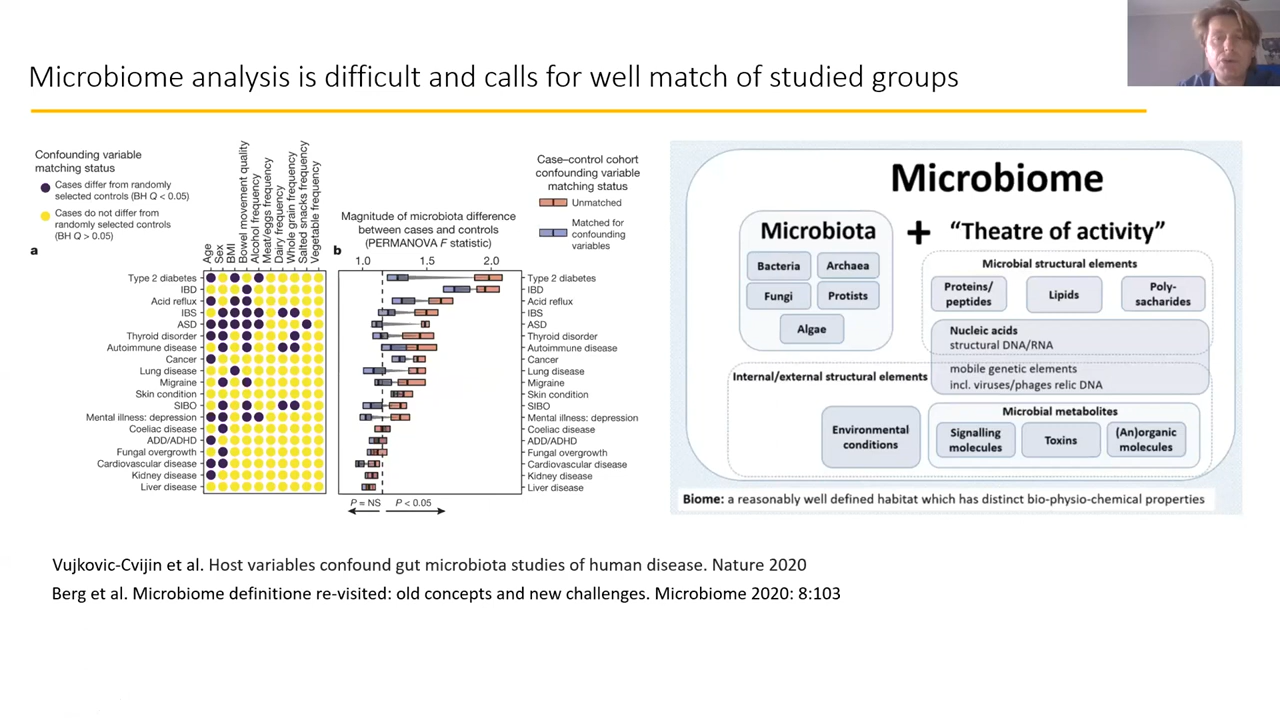 Microbiome analysis is difficult and calls for well match of studied groups
Confounding variable
matching status
Cases differ from randomly
selected controls (BH Q < 0.05)
Cases do not differ from
randomly selected controls
(BH Q > 0.05)
a
Age
Sex
BMI
Bowel movement quality
Alcohol frequency
Meat/eggs frequency
Dairy frequency
Whole grain frequency
Salted snacks frequency
Vegetable frequency
Type 2 diabetes
IBD
Acid reflux
IBS
ASD
Thyroid disorder
Autoimmune disease
Cancer
Lung disease
Migraine
Skin condition
SIBO
Mental illness: depression
Coeliac disease
ADD/ADHD
Fungal overgrowth
Cardiovascular disease
Kidney disease
Liver disease
b
Magnitude of microbiota difference
between cases and controls
(PERMANOVA F statistic)
1.0 1.5 2.0
P = NS P < 0.05
Case–control cohort
confounding variable
matching status
Unmatched
Matched for
confounding
variables
Type 2 diabetes
IBD
Acid reflux
IBS
ASD
Thyroid disorder
Autoimmune disease
Cancer
Lung disease
Migraine
Skin condition
SIBO
Mental illness: depression
Coeliac disease
ADD/ADHD
Fungal overgrowth
Cardiovascular disease
Kidney disease
Liver disease
Microbiome
Microbiota + “Theatre of activity”
Bacteria
Archaea
Fungi
Protists
Algae
Microbial structural elements
Proteins/
peptides
Lipids
Poly-
sacharides
Nucleic acids
structural DNA/RNA
mobile genetic elements
incl. viruses/phages relic DNA
Internal/external structural elements
Environmental
conditions
Microbial metabolites
Signalling
molecules
Toxins
(An)organic
molecules
Biome: a reasonably well defined habitat which has distinct bio-physio-chemical properties
Vujkovic-Cvijin et al. Host variables confound gut microbiota studies of human disease. Nature 2020
Berg et al. Microbiome definitione re-visited: old concepts and new challenges. Microbiome 2020: 8:103